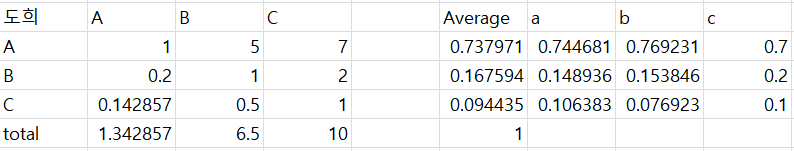 도희 A B C Average a b c
A 1 5 7 0.737971 0.744681 0.769231 0.7
B 0.2 1 2 0.167594 0.148936 0.153846 0.2
C 0.142857 0.5 1 0.094435 0.106383 0.076923 0.1
total 1.342857 6.5 10 1